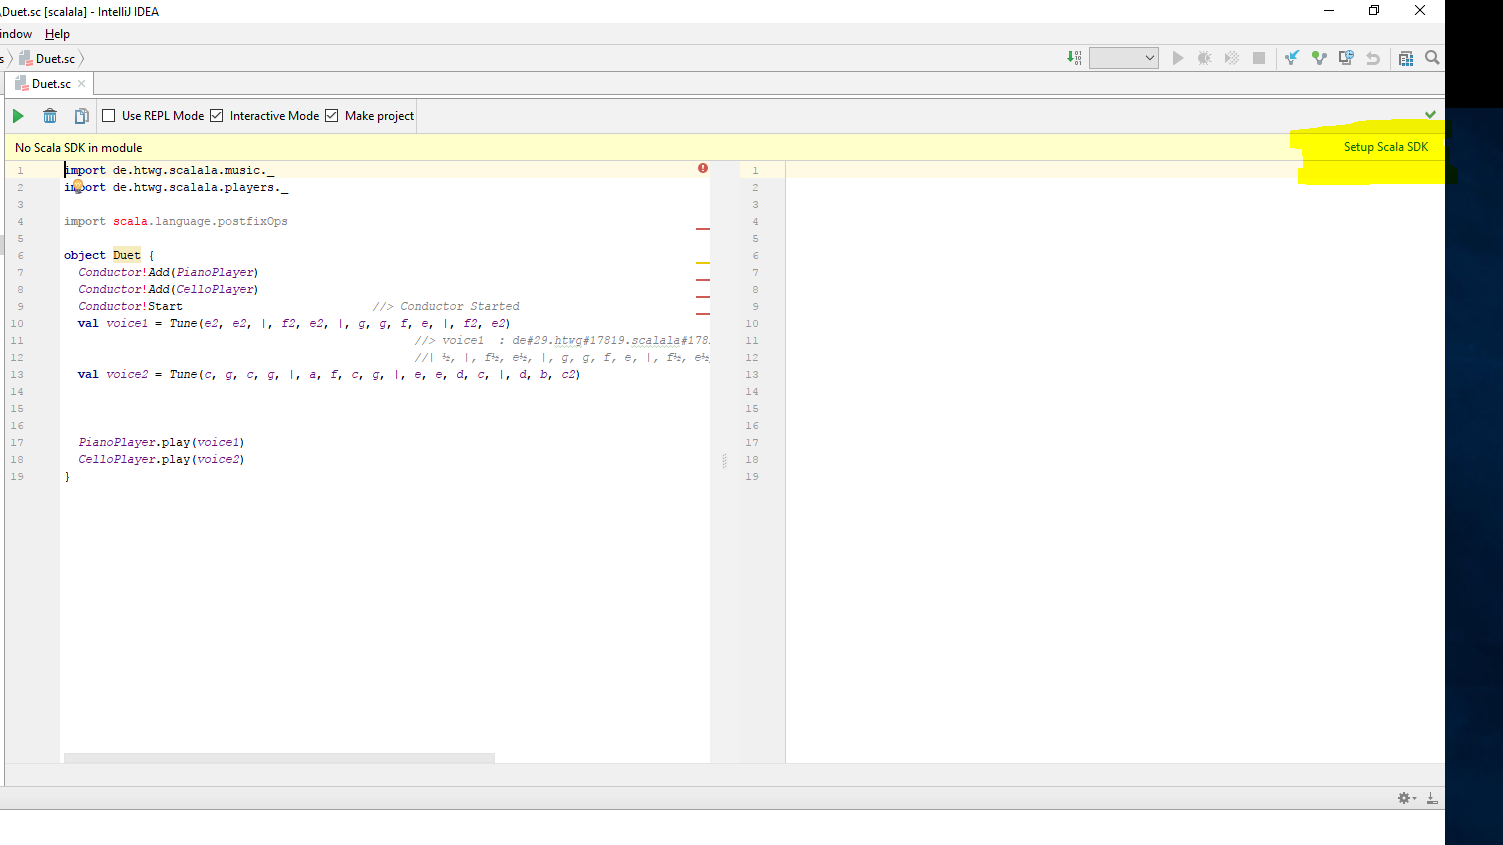 \Duet.sc [scalala] - IntelliJ IDEA
indow Help
s Duet.sc
Duet.sc
Use REPL Mode Interactive Mode Make project
No Scala SDK in module Setup Scala SDK
1 import de.htwg.scalala.music._ 1
2 import de.htwg.scalala.players._ 2
3 3
4 import scala.language.postfixOps 4
5 5
6 object Duet { 6
7 Conductor!Add(PianoPlayer) 7
8 Conductor!Add(CelloPlayer) 8
9 Conductor!Start //> Conductor Started 9
10 val voice1 = Tune(e2, e2, |, f2, e2, |, g, g, f, e, |, f2, e2) 10
11 //> voice1 : de#29.htwg#17819.scalala#178 11
12 //| ½, |, f½, e½, |, g, g, f, e, |, f½, e½ 12
13 val voice2 = Tune(c, g, c, g, |, a, f, c, g, |, e, e, d, c, |, d, b, c2) 13
14 14
15 15
16 16
17 PianoPlayer.play(voice1) 17
18 CelloPlayer.play(voice2) 18
19 } 19